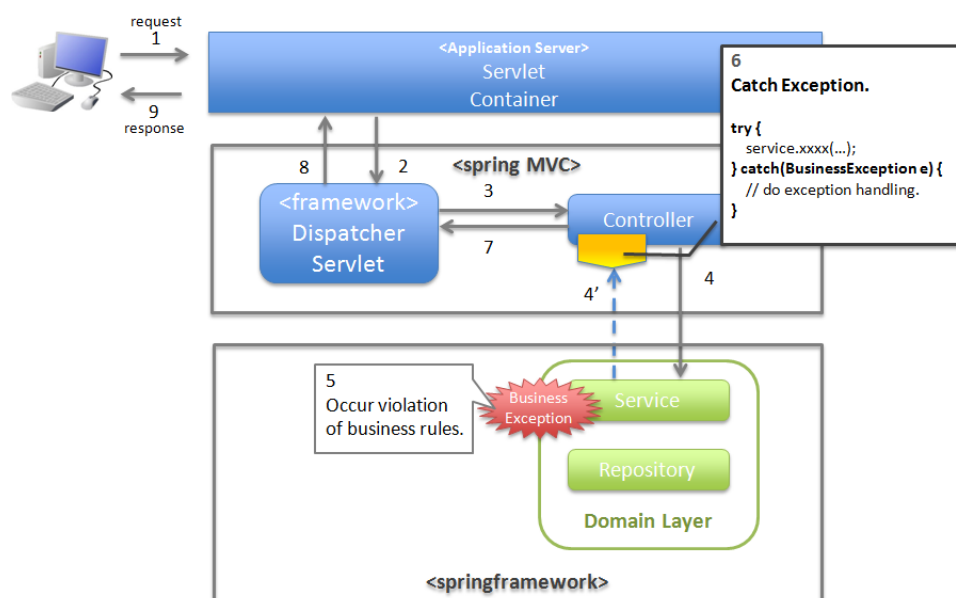 request
1
9
response
<Application Server>
Servlet
Container
6
Catch Exception.
try {
service.xxxx(...);
} catch(BusinessException e) {
// do exception handling.
}
8
2
<spring MVC>
3
<framework>
Dispatcher
Servlet
Controller
7
4
4’
5
Occur violation
of business rules.
Business
Exception
Service
Repository
Domain Layer
<springframework>